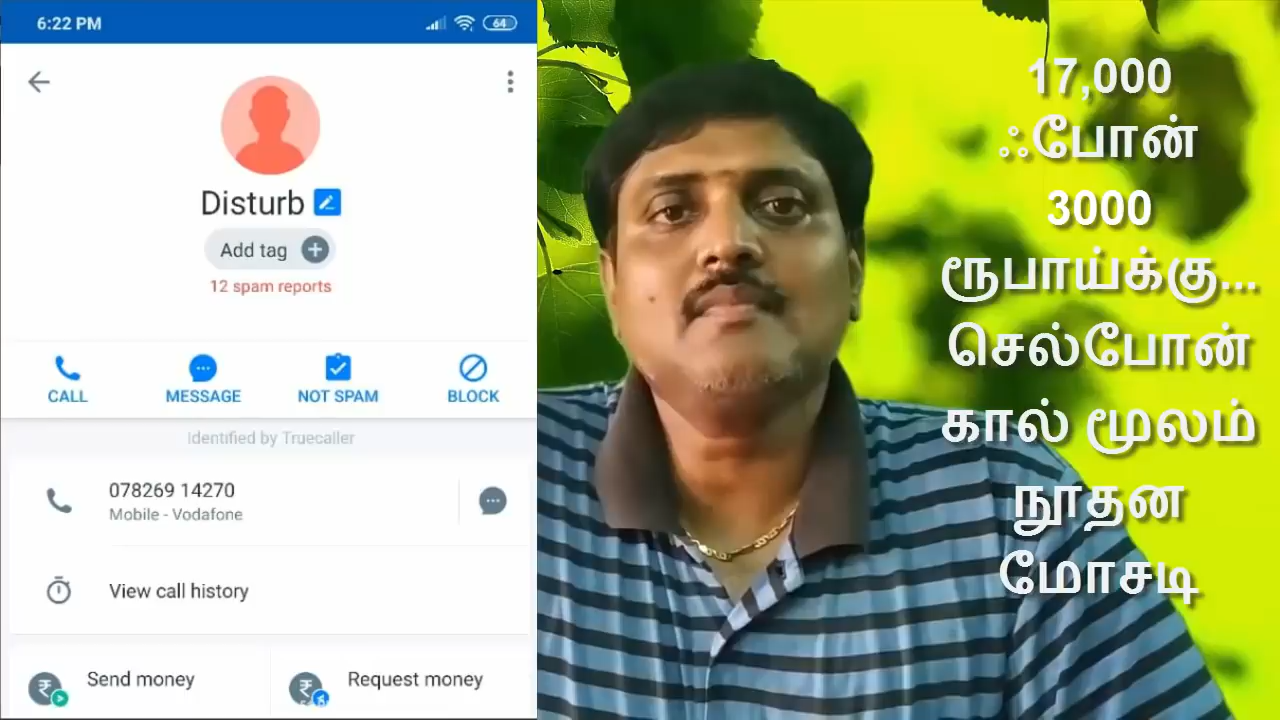 6:22 PM
64
Disturb
Add tag
12 spam reports
CALL MESSAGE NOT SPAM BLOCK
Identified by Truecaller
078269 14270
Mobile - Vodafone
View call history
Send money Request money
17,000
ஃபோன்
3000
ரூபாய்க்கு...
செல்போன்
கால் மூலம்
நூதன
மோசடி